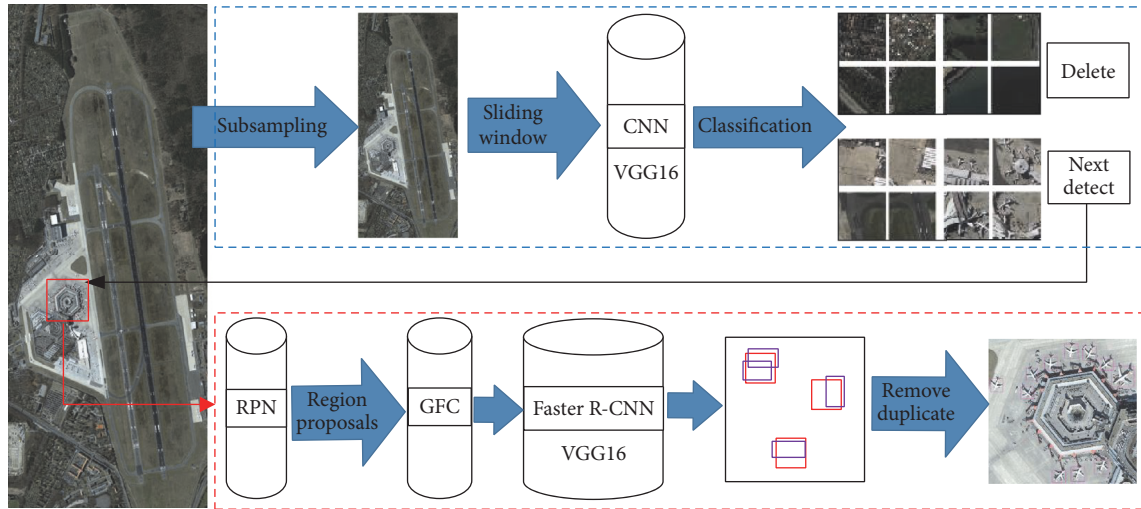 Subsampling
Sliding
window
CNN
VGG16
Classification
Delete
Next
detect
RPN
Region
proposals
GFC
Faster R-CNN
VGG16
Remove
duplicate